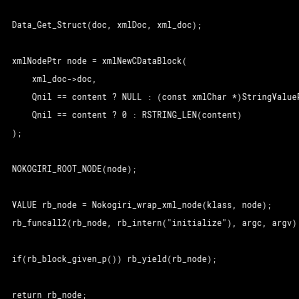 Data_Get_Struct(doc, xmlDoc, xml_doc);
xmlNodePtr node = xmlNewCDataBlock(
xml_doc->doc,
Qnil == content ? NULL : (const xmlChar *)StringValueP
Qnil == content ? 0 : RSTRING_LEN(content)
);
NOKOGIRI_ROOT_NODE(node);
VALUE rb_node = Nokogiri_wrap_xml_node(klass, node);
rb_funcall2(rb_node, rb_intern("initialize"), argc, argv)
if(rb_block_given_p()) rb_yield(rb_node);
return rb_node;